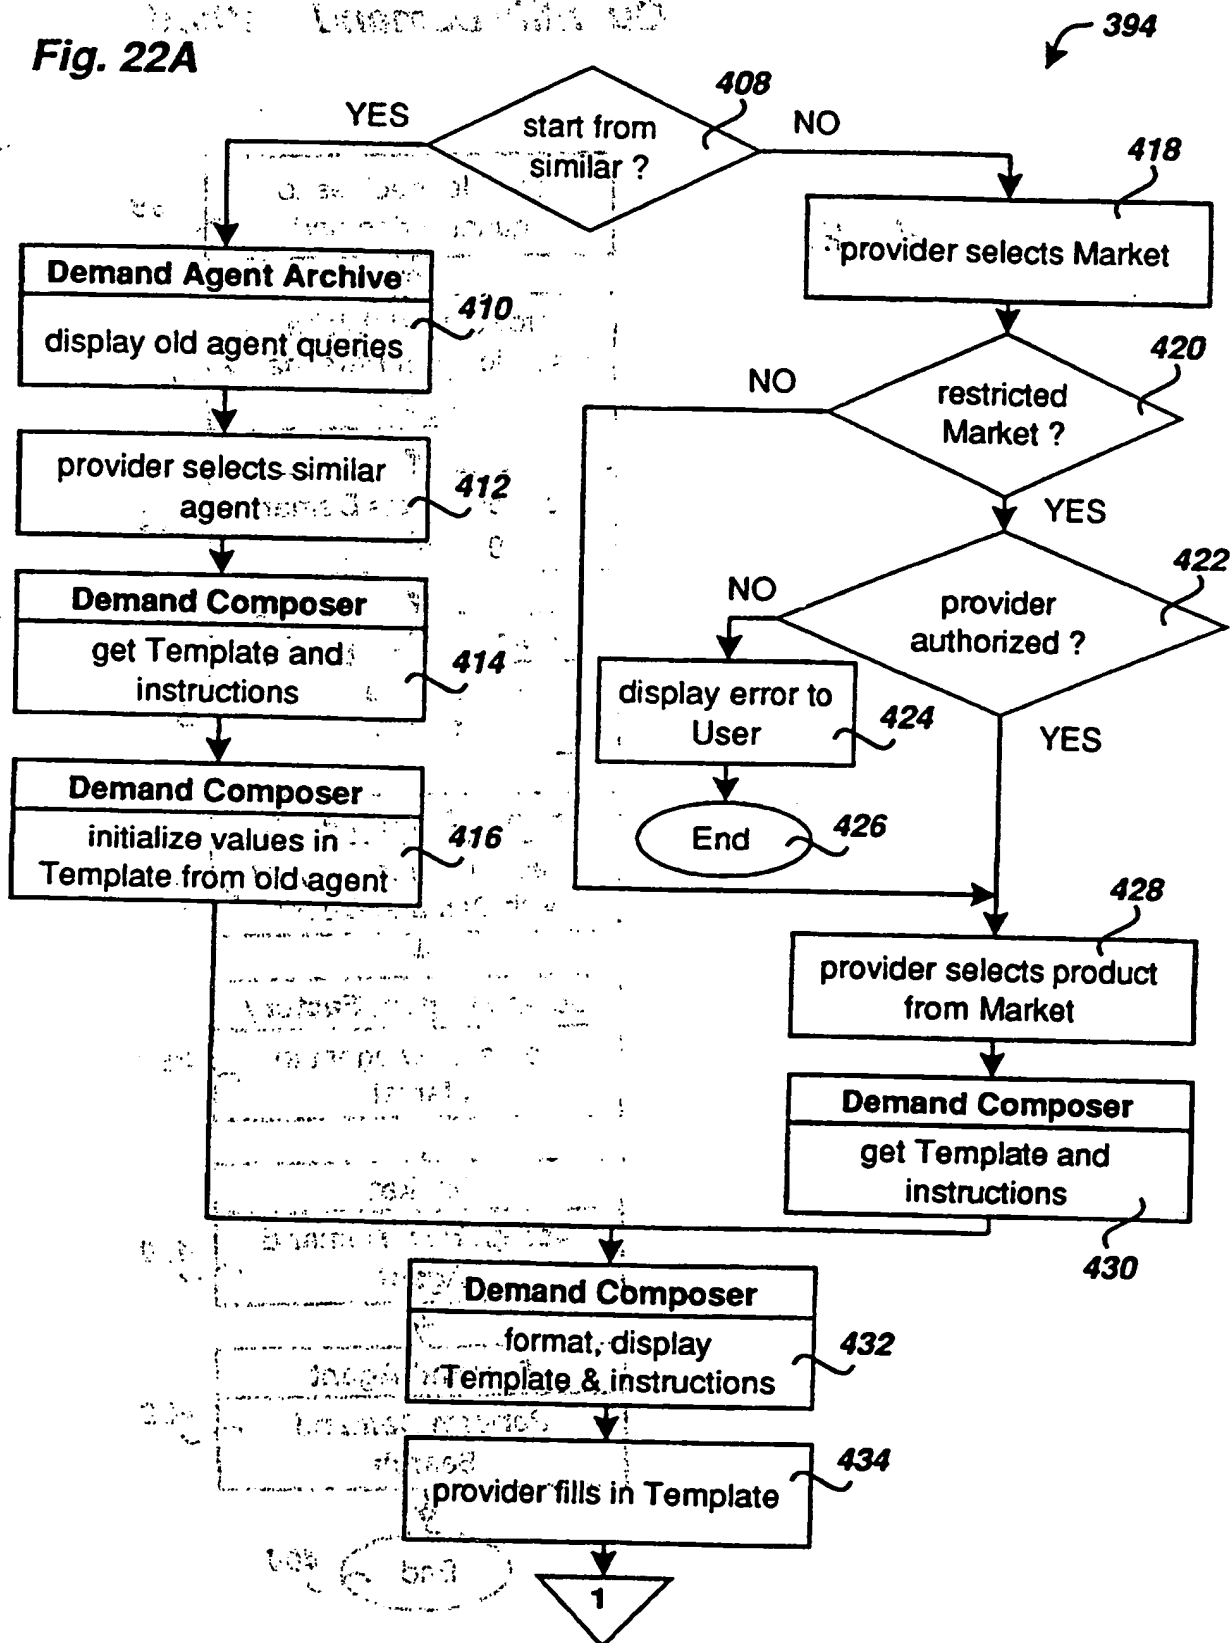 Fig. 22A
394
408
start from
similar ?
YES
NO
418
provider selects Market
Demand Agent Archive
display old agent queries
410
420
restricted
Market ?
NO
YES
provider selects similar
agent
412
422
provider
authorized ?
NO
YES
Demand Composer
get Template and
instructions
414
display error to
User
424
End
426
Demand Composer
initialize values in
Template from old agent
416
428
provider selects product
from Market
Demand Composer
get Template and
instructions
430
Demand Composer
format, display
Template & instructions
432
provider fills in Template
434
1